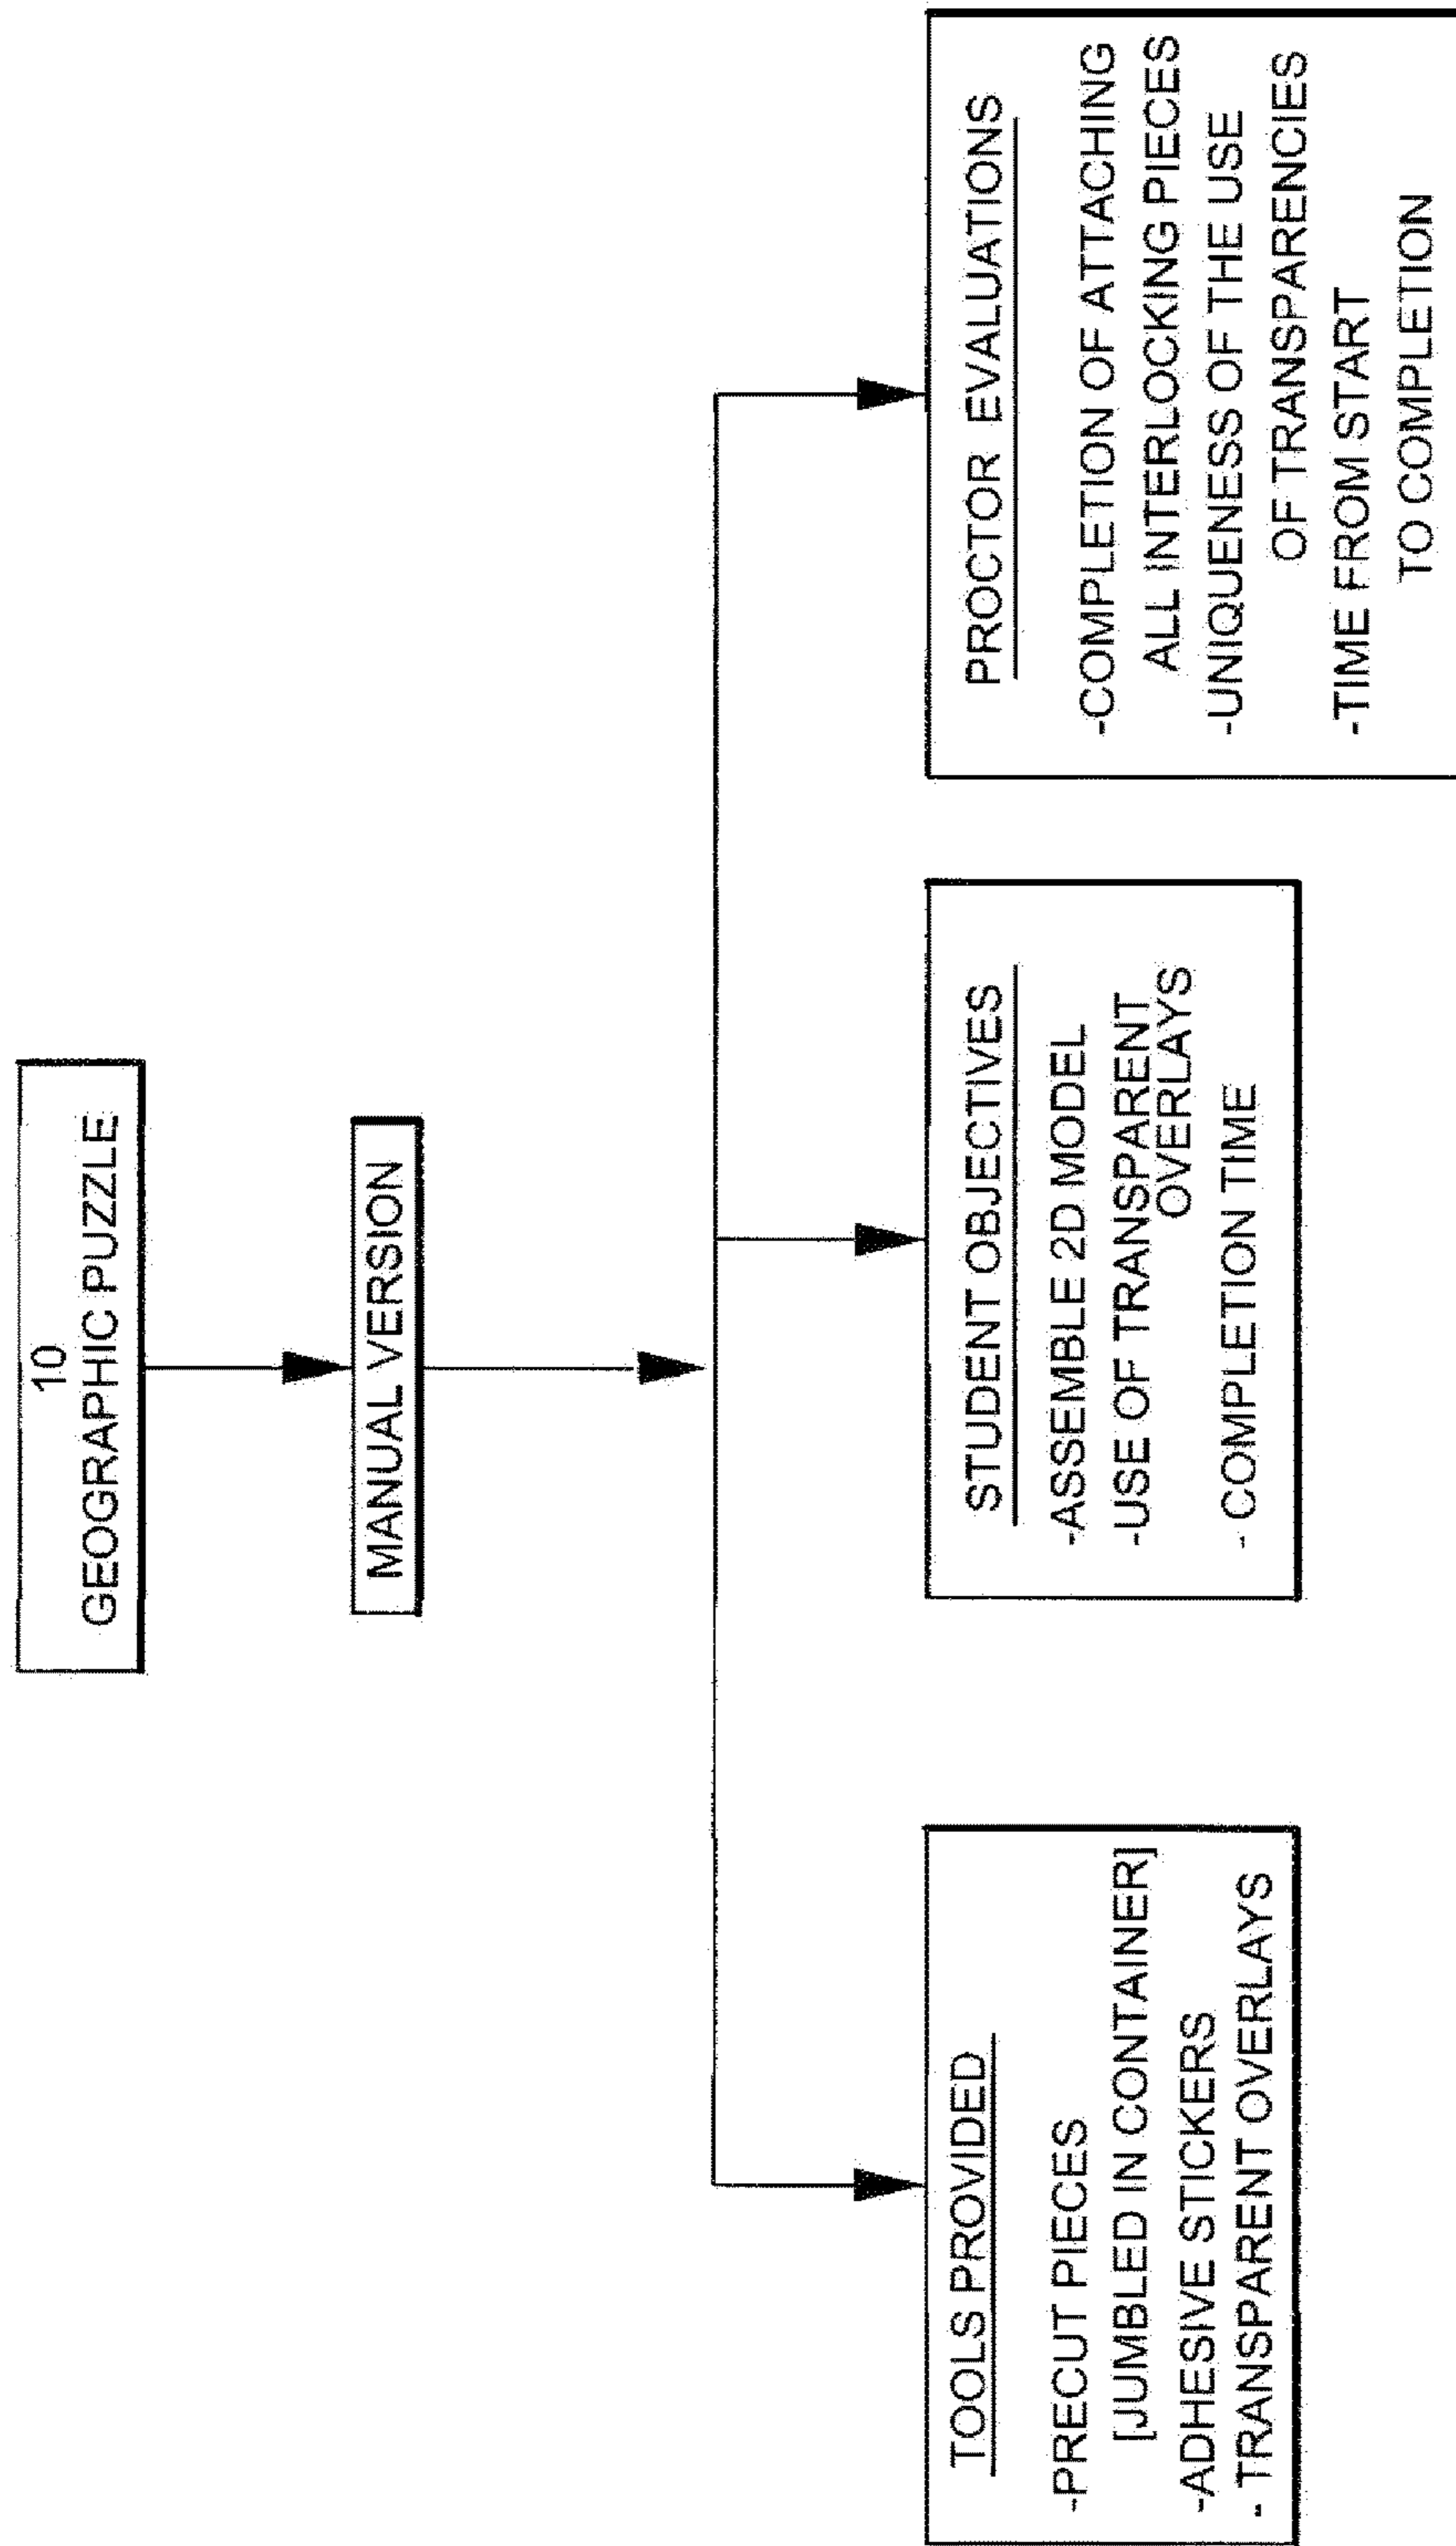 10
GEOGRAPHIC PUZZLE
MANUAL VERSION
TOOLS PROVIDED
-PRECUT PIECES
[JUMBLED IN CONTAINER]
-ADHESIVE STICKERS
- TRANSPARENT OVERLAYS
STUDENT OBJECTIVES
-ASSEMBLE 2D MODEL
-USE OF TRANSPARENT
OVERLAYS
- COMPLETION TIME
PROCTOR EVALUATIONS
-COMPLETION OF ATTACHING
ALL INTERLOCKING PIECES
-UNIQUENESS OF THE USE
OF TRANSPARENCIES
-TIME FROM START
TO COMPLETION